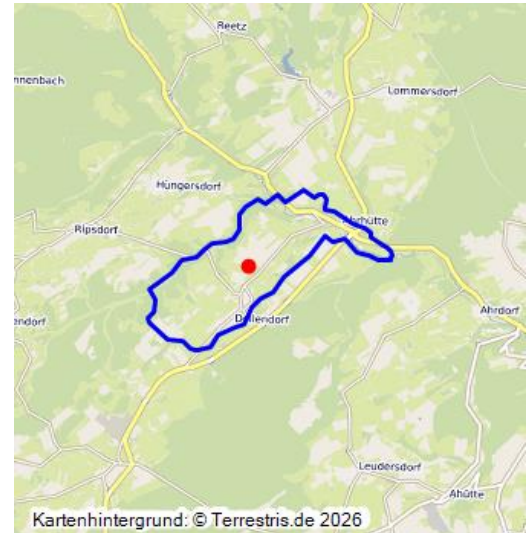 Reetz
nnenbach
Lommersdorf
Hüngersdorf
Ripsdorf
Ahrhütte
Ahrdorf
endorf
Dollendorf
Leudersdorf
Ahütte
Kartenhintergrund: © Terrestris.de 2026